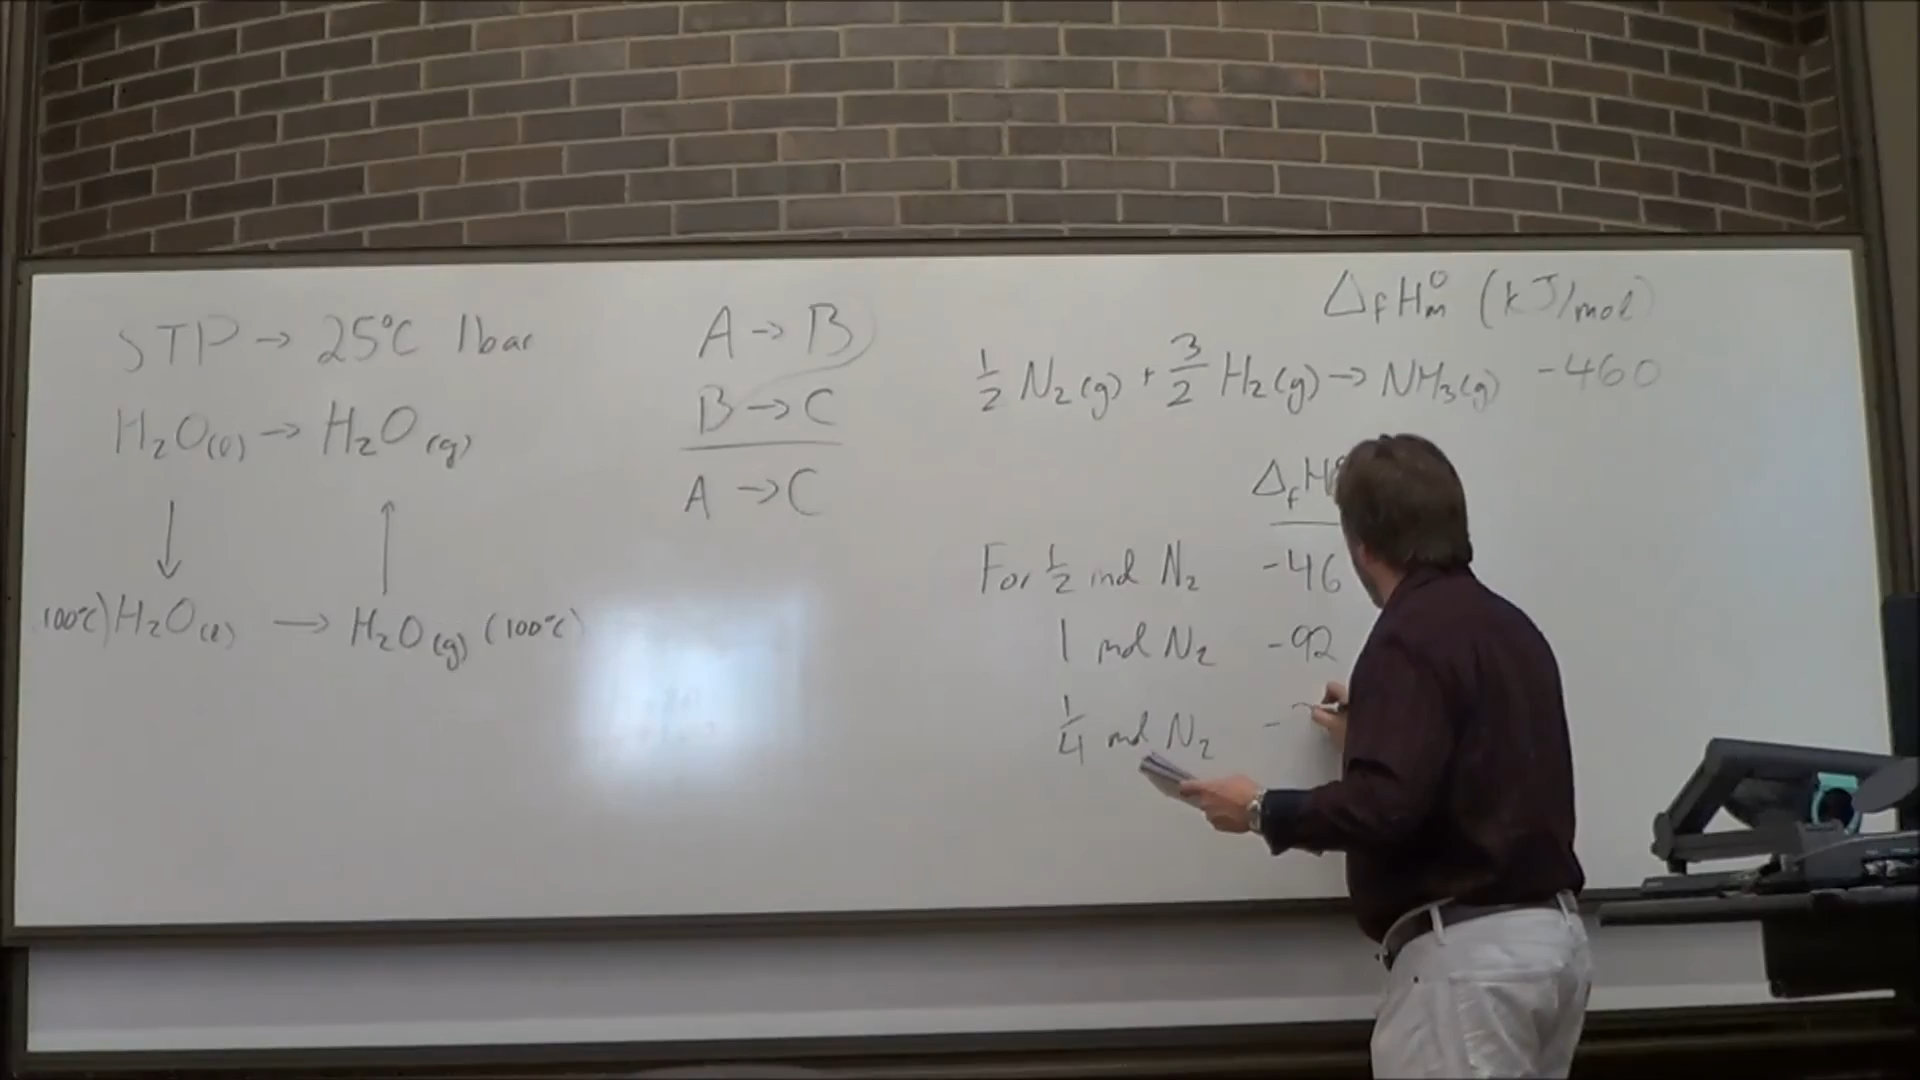 STP → 25°C 1bar
H₂O(l) → H₂O(g)
100°C) H₂O(l) → H₂O(g) (100°C)
A → B
B → C
A → C
ΔfH°m (kJ/mol)
½ N₂(g) + 3/2 H₂(g) → NH₃(g) -460
ΔfH
For ½ mol N₂ -46
1 mol N₂ -92
¼ mol N₂ -